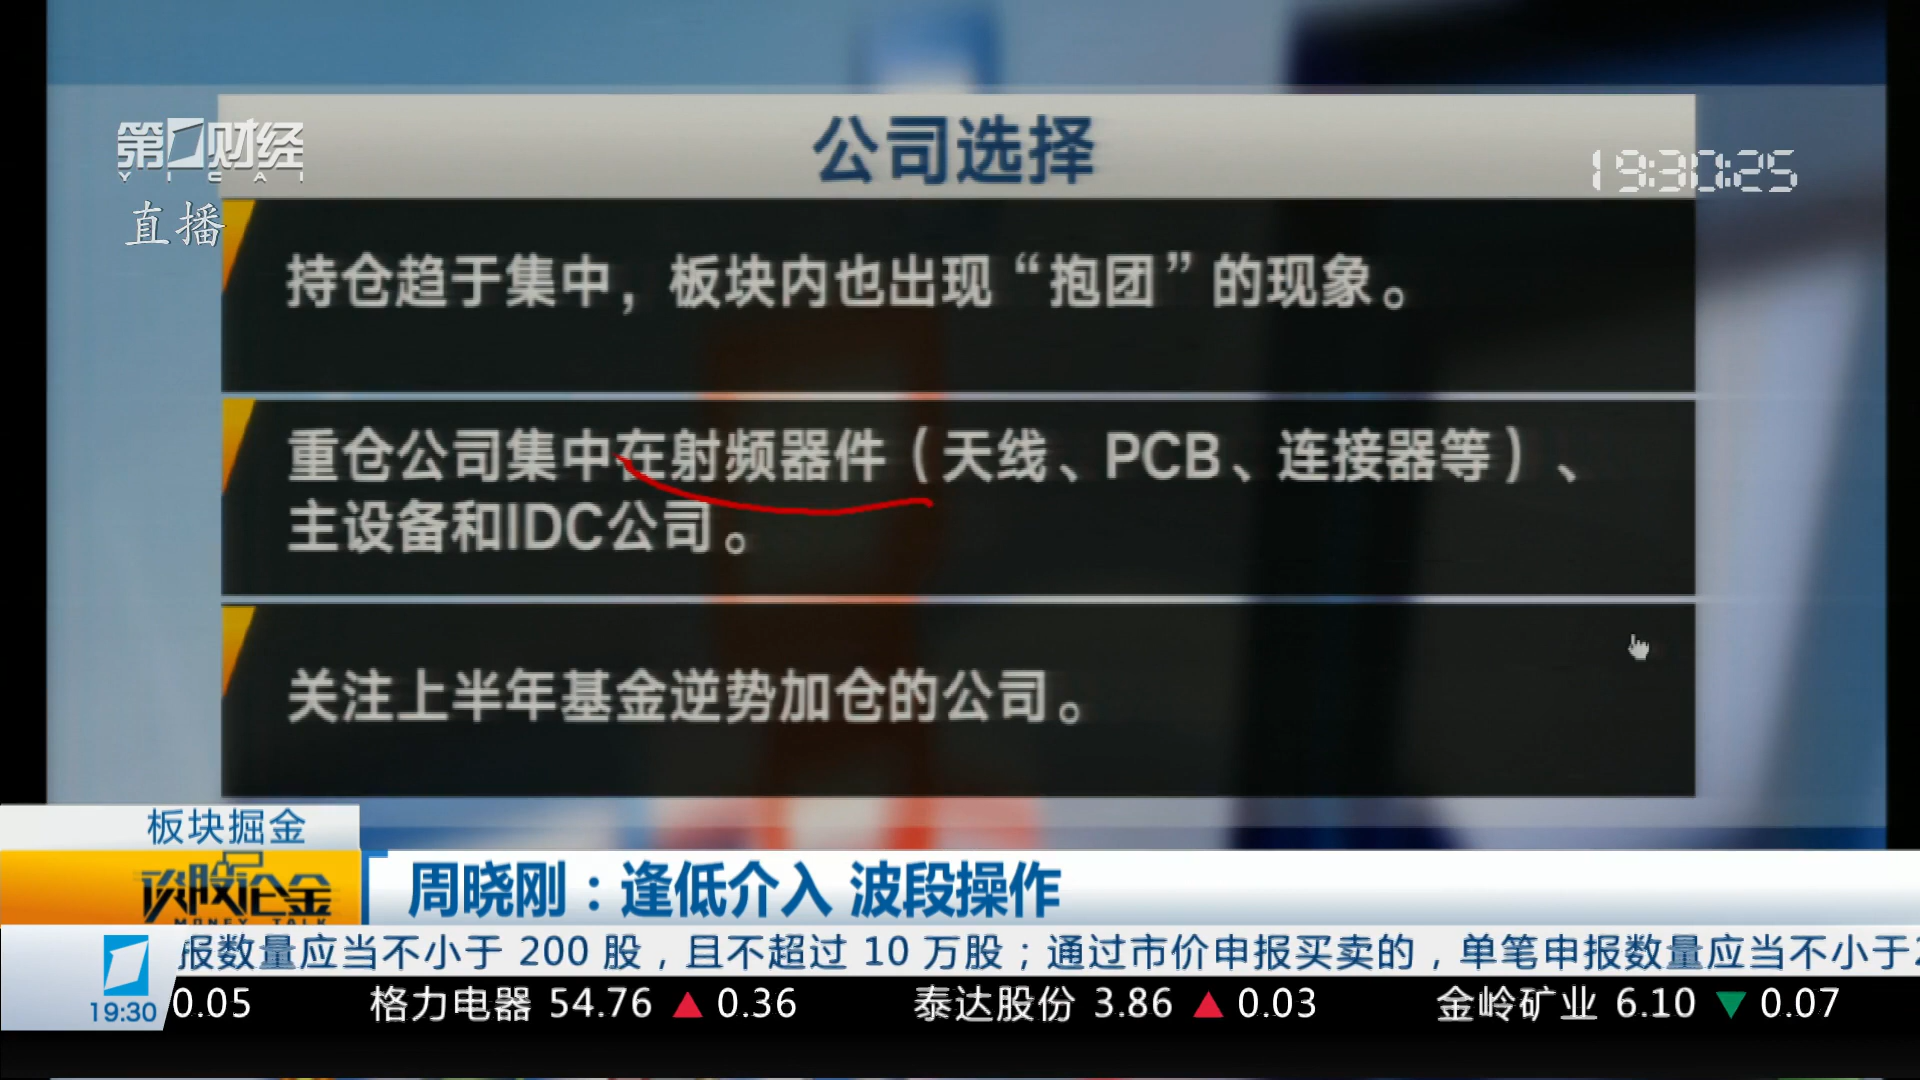 公司选择
第一财经
YICAI
19:30:25
直播
持仓趋于集中，板块内也出现“抱团”的现象。
重仓公司集中在射频器件（天线、PCB、连接器等）、
主设备和IDC公司。
关注上半年基金逆势加仓的公司。
板块掘金
谈股论金
MONEY TALK
周晓刚：逢低介入 波段操作
报数量应当不小于 200 股，且不超过 10 万股；通过市价申报买卖的，单笔申报数量应当不小于2
19:30
0.05 格力电器 54.76 ▲ 0.36 泰达股份 3.86 ▲ 0.03 金岭矿业 6.10 ▼ 0.07